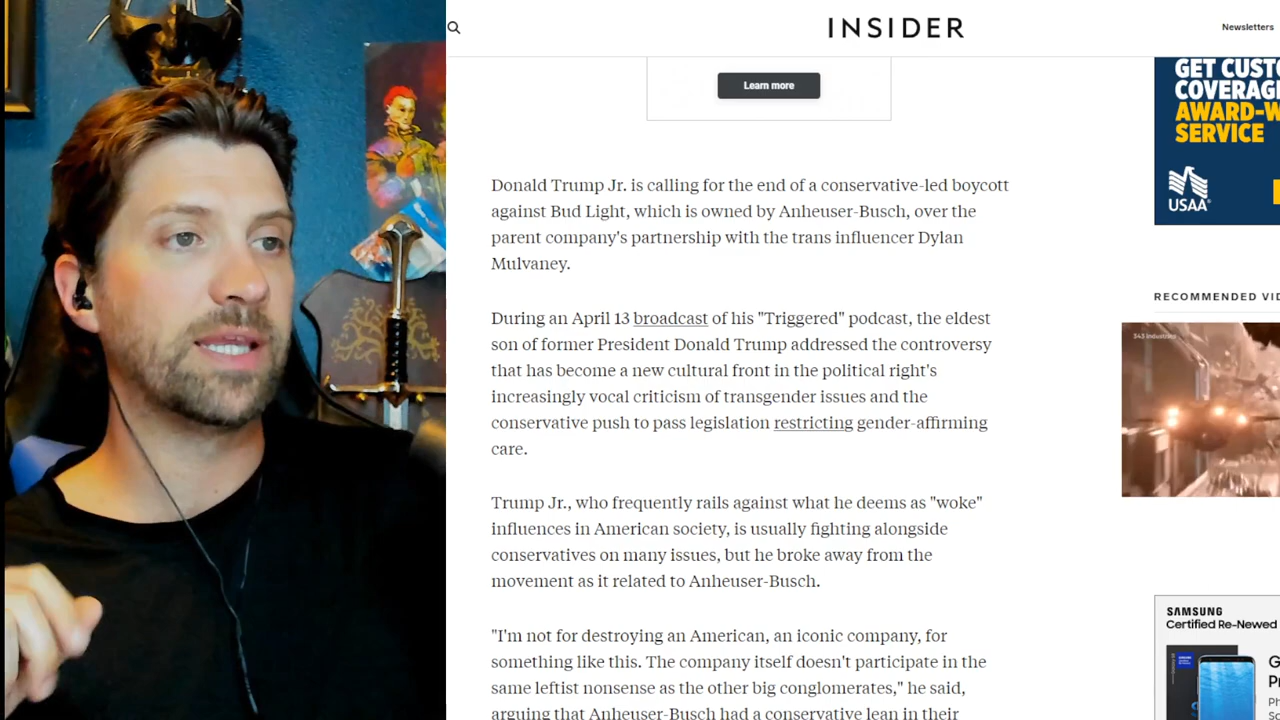 INSIDER
Newsletters
Learn more
GET CUSTO
COVERAG
AWARD-W
SERVICE
USAA
Donald Trump Jr. is calling for the end of a conservative-led boycott
against Bud Light, which is owned by Anheuser-Busch, over the
parent company's partnership with the trans influencer Dylan
Mulvaney.
During an April 13 broadcast of his "Triggered" podcast, the eldest
son of former President Donald Trump addressed the controversy
that has become a new cultural front in the political right's
increasingly vocal criticism of transgender issues and the
conservative push to pass legislation restricting gender-affirming
care.
Trump Jr., who frequently rails against what he deems as "woke"
influences in American society, is usually fighting alongside
conservatives on many issues, but he broke away from the
movement as it related to Anheuser-Busch.
"I'm not for destroying an American, an iconic company, for
something like this. The company itself doesn't participate in the
same leftist nonsense as the other big conglomerates," he said,
arguing that Anheuser-Busch had a conservative lean in their
RECOMMENDED VID
343 Industries
SAMSUNG
Certified Re-Newed
G
P